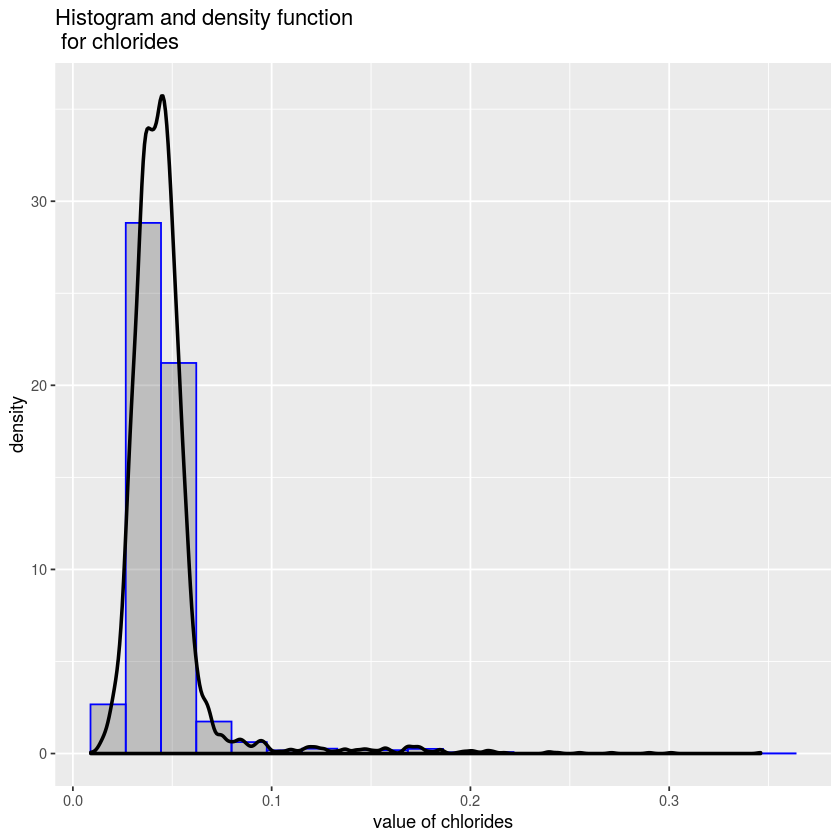 Histogram and density function
for chlorides
30
20
10
0
density
0.0 0.1 0.2 0.3
value of chlorides